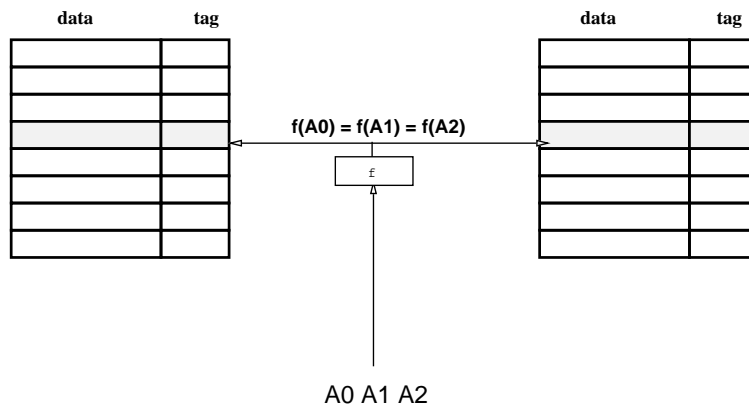 data tag data tag
f(A0) = f(A1) = f(A2)
f
A0 A1 A2